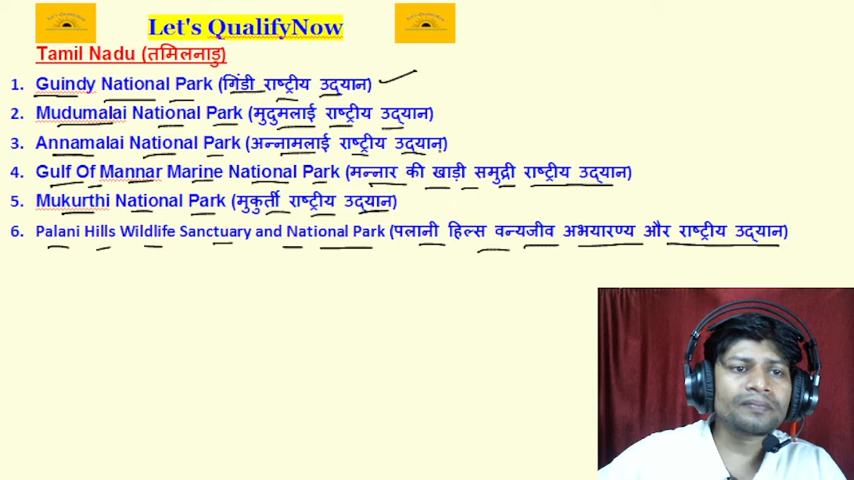 Let's QualifyNow
Tamil Nadu (तमिलनाडु)
1. Guindy National Park (गिंडी राष्ट्रीय उद्यान)
2. Mudumalai National Park (मुदुमलाई राष्ट्रीय उद्यान)
3. Annamalai National Park (अन्नामलाई राष्ट्रीय उद्यान)
4. Gulf Of Mannar Marine National Park (मन्नार की खाड़ी समुद्री राष्ट्रीय उद्यान)
5. Mukurthi National Park (मुकुर्ती राष्ट्रीय उद्यान)
6. Palani Hills Wildlife Sanctuary and National Park (पलानी हिल्स वन्यजीव अभयारण्य और राष्ट्रीय उद्यान)